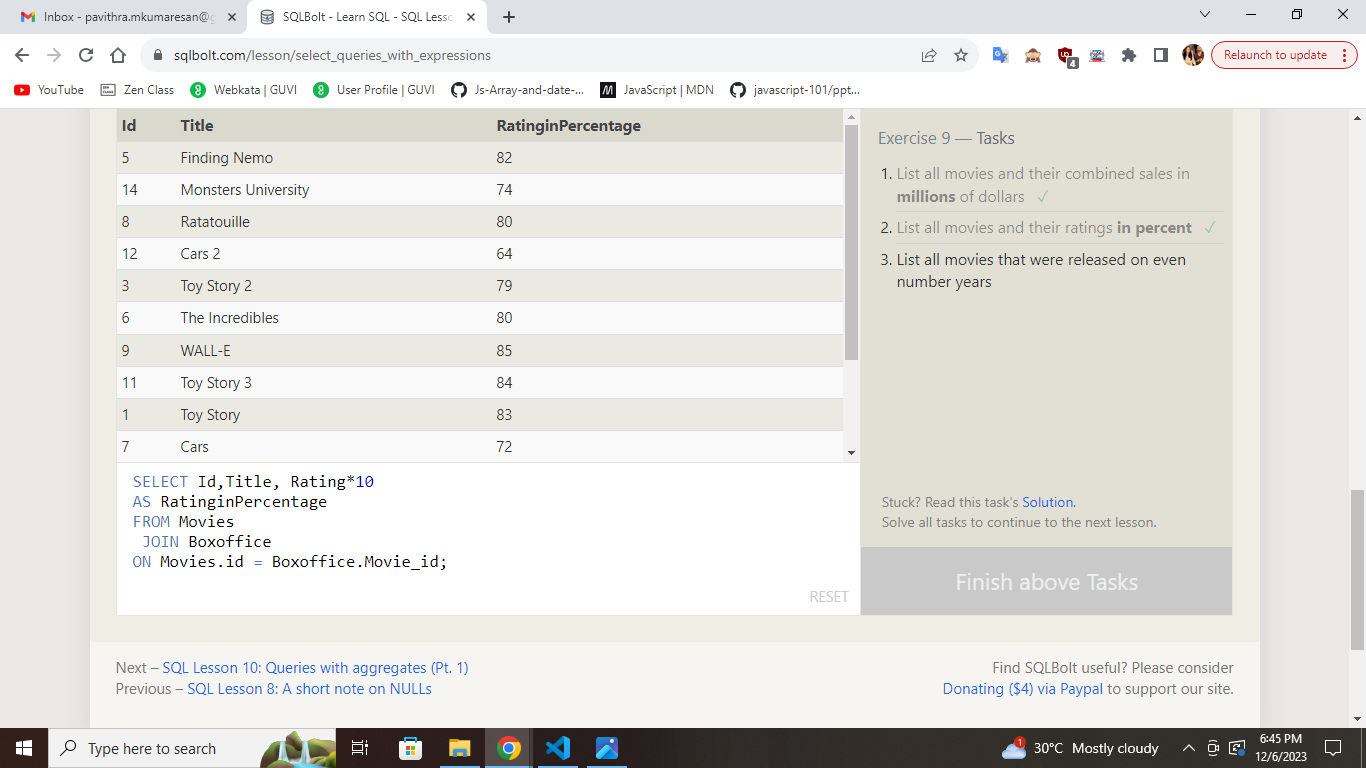 Inbox - pavithra.mkumaresan@g
SQLBolt - Learn SQL - SQL Lesso
sqlbolt.com/lesson/select_queries_with_expressions
4
Relaunch to update
YouTube
Zen Class
Webkata | GUVI
User Profile | GUVI
Js-Array-and-date-...
JavaScript | MDN
javascript-101/ppt...
Id Title RatinginPercentage
5 Finding Nemo 82
14 Monsters University 74
8 Ratatouille 80
12 Cars 2 64
3 Toy Story 2 79
6 The Incredibles 80
9 WALL-E 85
11 Toy Story 3 84
1 Toy Story 83
7 Cars 72
SELECT Id,Title, Rating*10
AS RatinginPercentage
FROM Movies
JOIN Boxoffice
ON Movies.id = Boxoffice.Movie_id;
RESET
Exercise 9 — Tasks
1. List all movies and their combined sales in
millions of dollars ✓
2. List all movies and their ratings in percent ✓
3. List all movies that were released on even
number years
Stuck? Read this task's Solution.
Solve all tasks to continue to the next lesson.
Finish above Tasks
Next – SQL Lesson 10: Queries with aggregates (Pt. 1)
Previous – SQL Lesson 8: A short note on NULLs
Find SQLBolt useful? Please consider
Donating ($4) via Paypal to support our site.
Type here to search
1
30°C Mostly cloudy
6:45 PM
12/6/2023